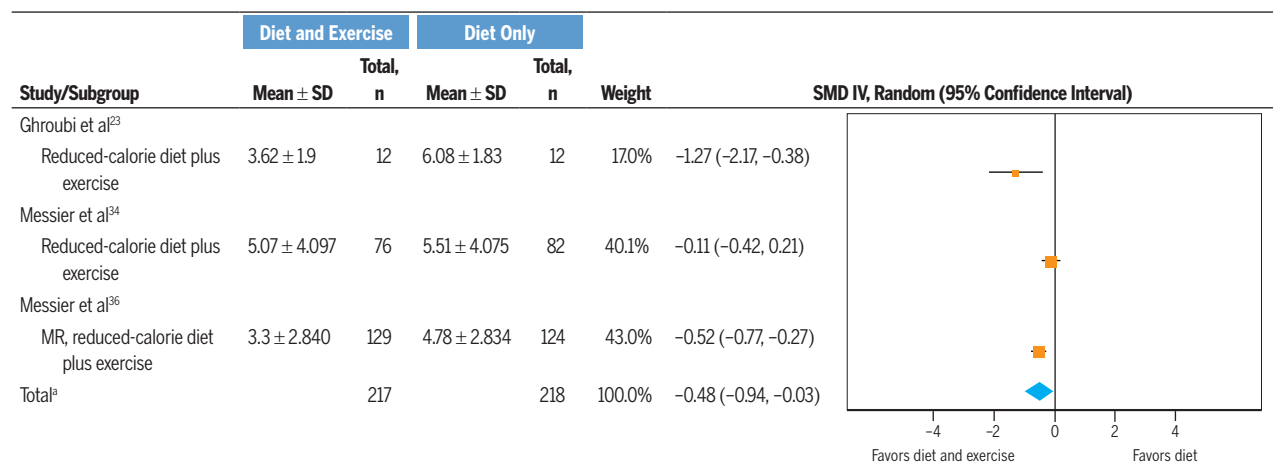 Diet and Exercise Diet Only
Total, Total,
Study/Subgroup Mean ± SD n Mean ± SD n Weight SMD IV, Random (95% Confidence Interval)
Ghroubi et al23
Reduced-calorie diet plus 3.62 ± 1.9 12 6.08 ± 1.83 12 17.0% −1.27 (−2.17, −0.38)
exercise
Messier et al34
Reduced-calorie diet plus 5.07 ± 4.097 76 5.51 ± 4.075 82 40.1% −0.11 (−0.42, 0.21)
exercise
Messier et al36
MR, reduced-calorie diet 3.3 ± 2.840 129 4.78 ± 2.834 124 43.0% −0.52 (−0.77, −0.27)
plus exercise
Totala 217 218 100.0% −0.48 (−0.94, −0.03)
−4 −2 0 2 4
Favors diet and exercise Favors diet